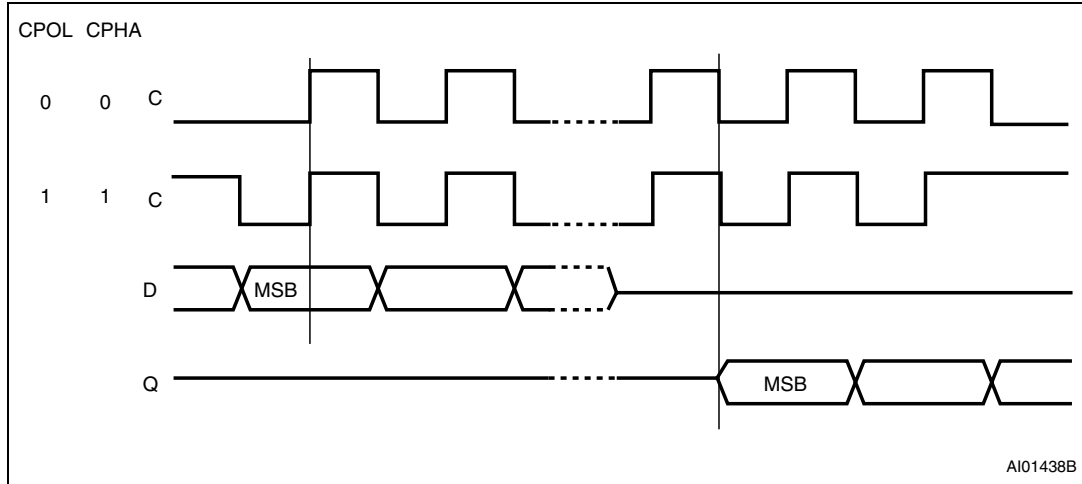 CPOL CPHA
0 0 C
1 1 C
D MSB
Q MSB
AI01438B